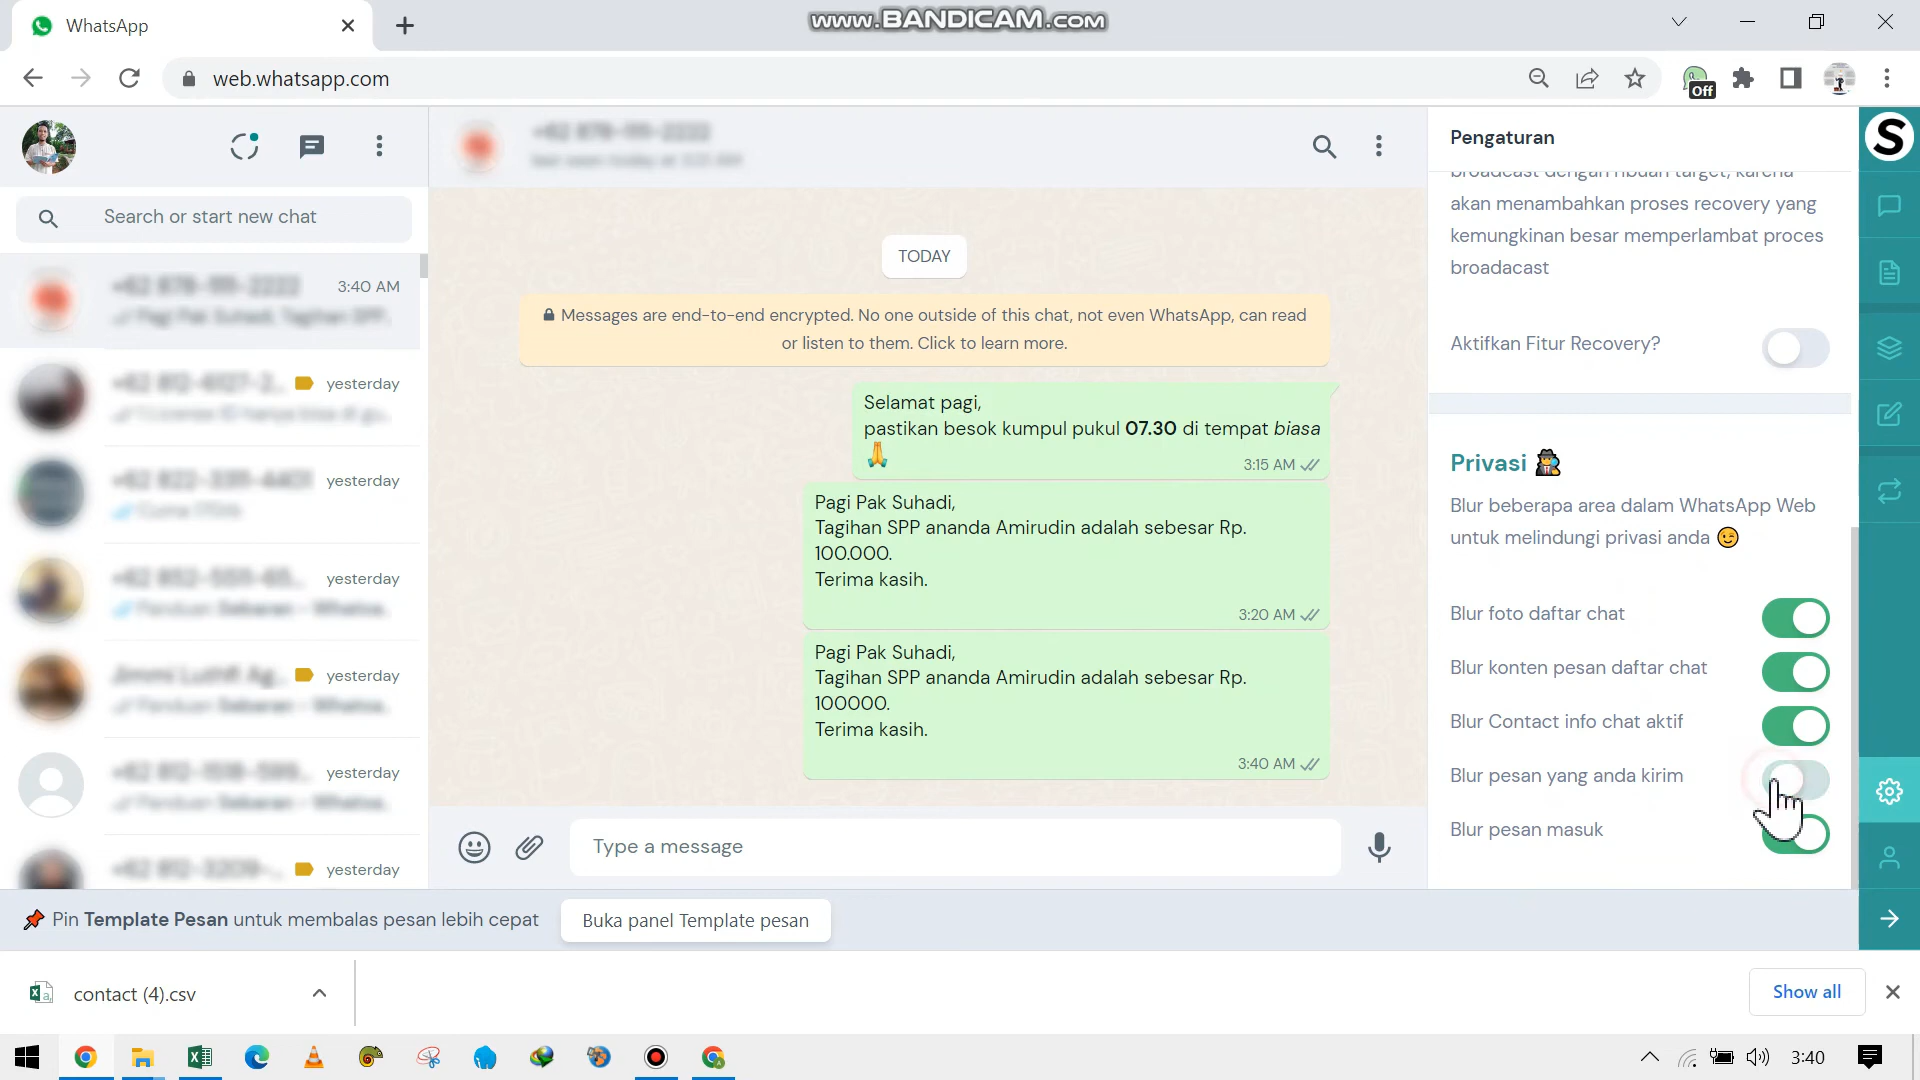 WhatsApp
www.BANDICAM.com
web.whatsapp.com
Off
Search or start new chat
3:40 AM
yesterday
yesterday
yesterday
yesterday
yesterday
yesterday
TODAY
Messages are end-to-end encrypted. No one outside of this chat, not even WhatsApp, can read
or listen to them. Click to learn more.
Selamat pagi,
pastikan besok kumpul pukul 07.30 di tempat biasa
🙏
3:15 AM
Pagi Pak Suhadi,
Tagihan SPP ananda Amirudin adalah sebesar Rp.
100.000.
Terima kasih.
3:20 AM
Pagi Pak Suhadi,
Tagihan SPP ananda Amirudin adalah sebesar Rp.
100000.
Terima kasih.
3:40 AM
Type a message
Pengaturan
broadcast dengan ribuan target, karena
akan menambahkan proses recovery yang
kemungkinan besar memperlambat proces
broadacast
Aktifkan Fitur Recovery?
Privasi
Blur beberapa area dalam WhatsApp Web
untuk melindungi privasi anda 😉
Blur foto daftar chat
Blur konten pesan daftar chat
Blur Contact info chat aktif
Blur pesan yang anda kirim
Blur pesan masuk
S
📌 Pin Template Pesan untuk membalas pesan lebih cepat
Buka panel Template pesan
contact (4).csv
Show all
3:40